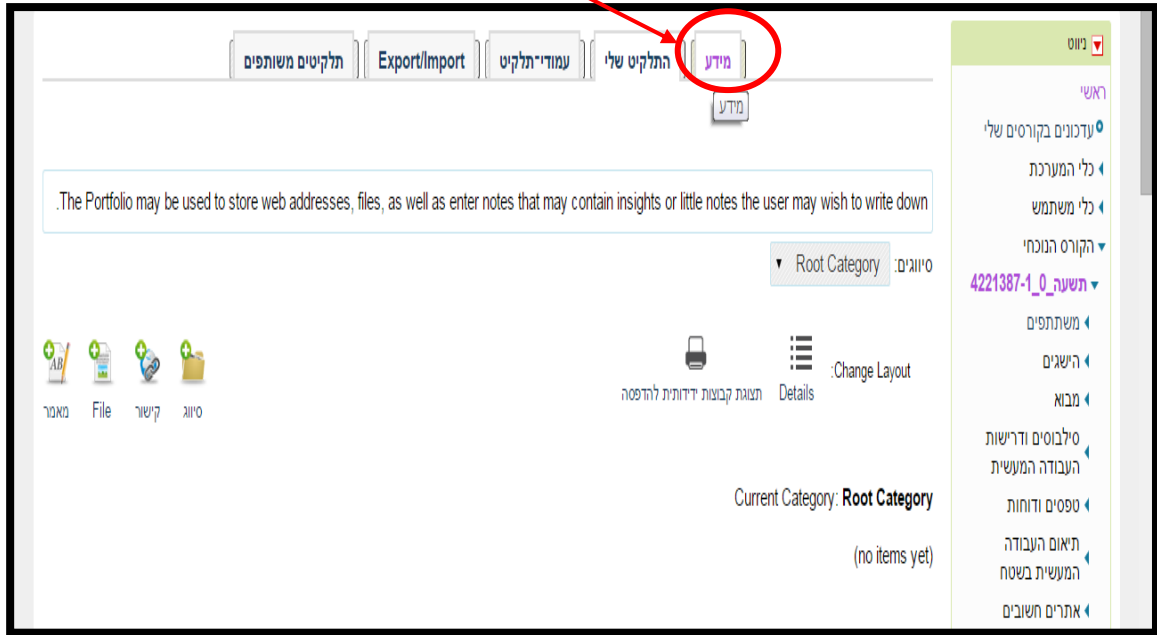 ניווט
ראשי
עדכונים בקורסים שלי
כלי המערכת
כלי משתמש
הקורס הנוכחי
תשעה_0_4221387-1
משתתפים
הישגים
מבוא
סילבוסים ודרישות
העבודה המעשית
טפסים ודוחות
תיאום העבודה
המעשית בשטח
אתרים חשובים
מידע
התלקיט שלי
עמודי־תלקיט
Export/Import
תלקיטים משותפים
מידע
The Portfolio may be used to store web addresses, files, as well as enter notes that may contain insights or little notes the user may wish to write down.
סיווגים: Root Category
Change Layout:
Details
תצוגת קבוצות ידידותית להדפסה
סיווג
קישור
File
מאמר
Current Category: Root Category
(no items yet)